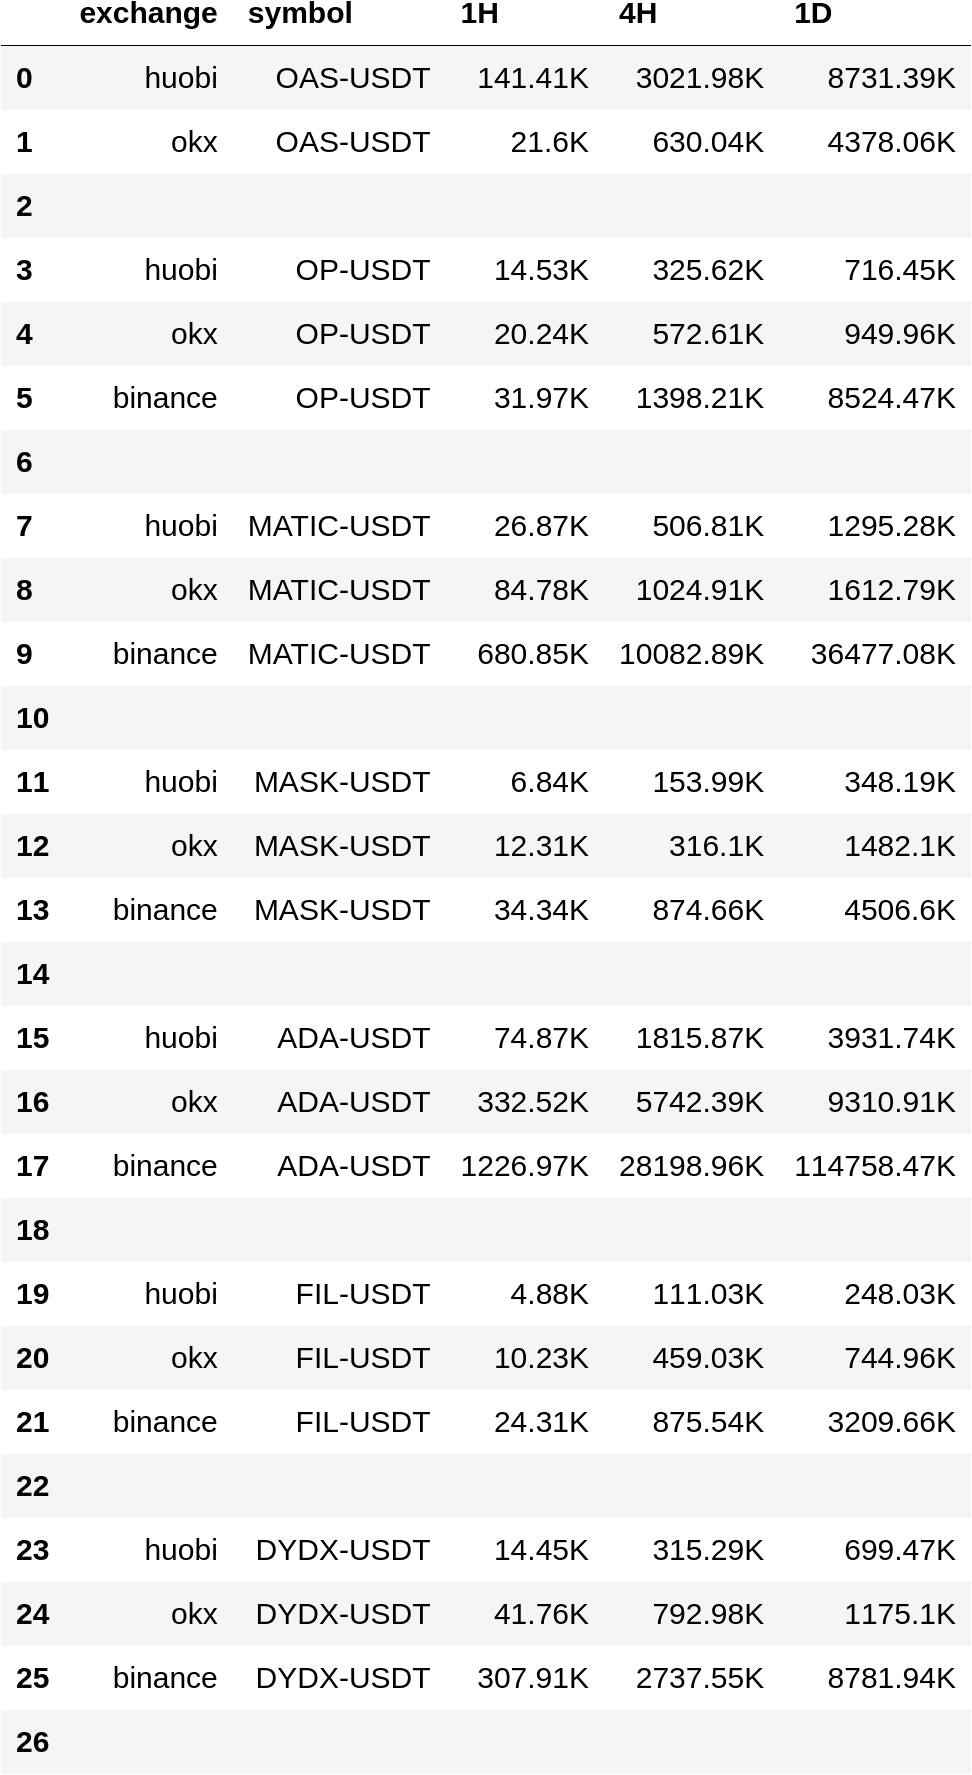 exchange symbol 1H 4H 1D
0 huobi OAS-USDT 141.41K 3021.98K 8731.39K
1 okx OAS-USDT 21.6K 630.04K 4378.06K
2
3 huobi OP-USDT 14.53K 325.62K 716.45K
4 okx OP-USDT 20.24K 572.61K 949.96K
5 binance OP-USDT 31.97K 1398.21K 8524.47K
6
7 huobi MATIC-USDT 26.87K 506.81K 1295.28K
8 okx MATIC-USDT 84.78K 1024.91K 1612.79K
9 binance MATIC-USDT 680.85K 10082.89K 36477.08K
10
11 huobi MASK-USDT 6.84K 153.99K 348.19K
12 okx MASK-USDT 12.31K 316.1K 1482.1K
13 binance MASK-USDT 34.34K 874.66K 4506.6K
14
15 huobi ADA-USDT 74.87K 1815.87K 3931.74K
16 okx ADA-USDT 332.52K 5742.39K 9310.91K
17 binance ADA-USDT 1226.97K 28198.96K 114758.47K
18
19 huobi FIL-USDT 4.88K 111.03K 248.03K
20 okx FIL-USDT 10.23K 459.03K 744.96K
21 binance FIL-USDT 24.31K 875.54K 3209.66K
22
23 huobi DYDX-USDT 14.45K 315.29K 699.47K
24 okx DYDX-USDT 41.76K 792.98K 1175.1K
25 binance DYDX-USDT 307.91K 2737.55K 8781.94K
26